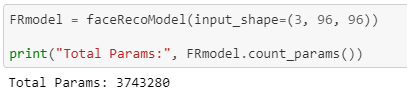 FRmodel = faceRecoModel(input_shape=(3, 96, 96))
print("Total Params:", FRmodel.count_params())
Total Params: 3743280